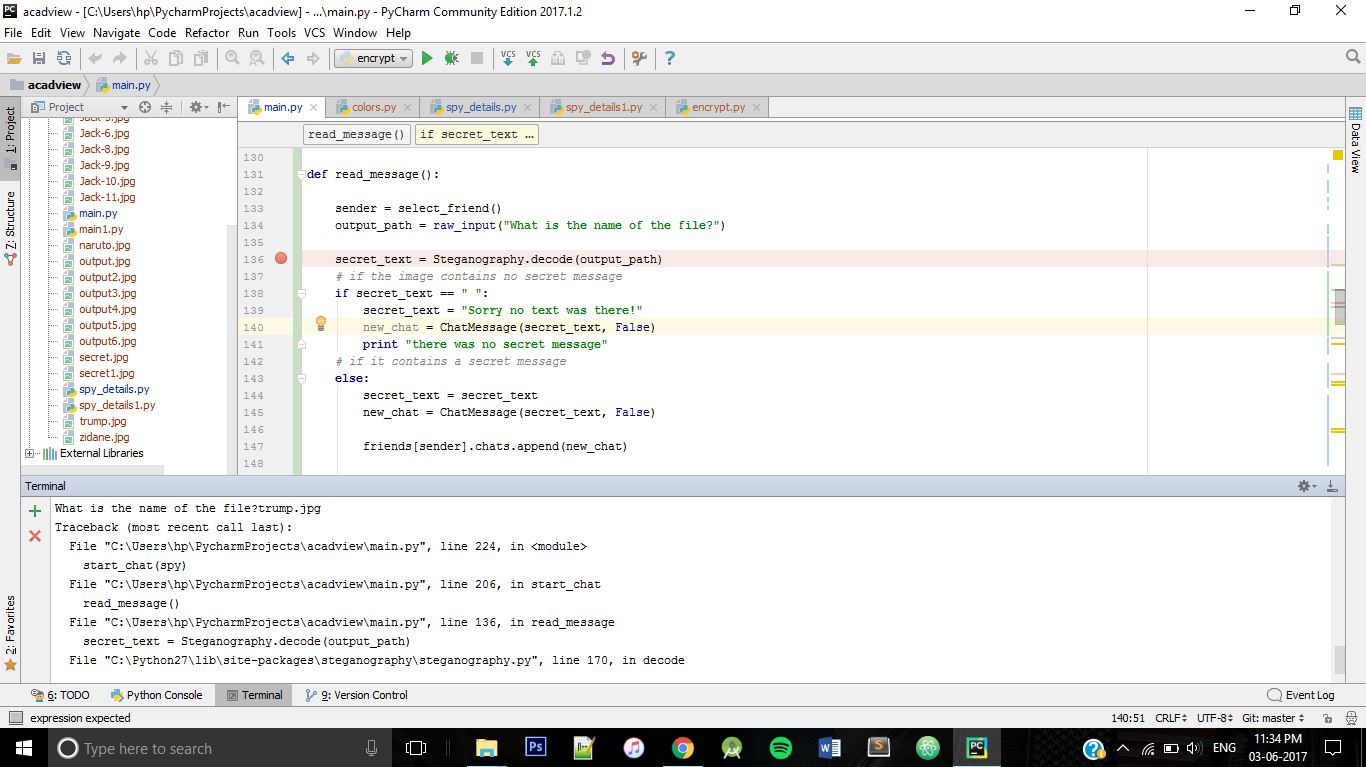 acadview - [C:\Users\hp\PycharmProjects\acadview] - ...\main.py - PyCharm Community Edition 2017.1.2
File Edit View Navigate Code Refactor Run Tools VCS Window Help
encrypt
VCS VCS
acadview main.py
1: Project
Project
main.py colors.py spy_details.py spy_details1.py encrypt.py
read_message() if secret_text ...
Jack-5.jpg
Jack-6.jpg
Jack-8.jpg
Jack-9.jpg
Jack-10.jpg
Jack-11.jpg
main.py
main1.py
naruto.jpg
output.jpg
output2.jpg
output3.jpg
output4.jpg
output5.jpg
output6.jpg
secret.jpg
secret1.jpg
spy_details.py
spy_details1.py
trump.jpg
zidane.jpg
External Libraries
Z: Structure
2: Favorites
Data View
130
131 def read_message():
132
133 sender = select_friend()
134 output_path = raw_input("What is the name of the file?")
135
136 secret_text = Steganography.decode(output_path)
137 # if the image contains no secret message
138 if secret_text == " ":
139 secret_text = "Sorry no text was there!"
140 new_chat = ChatMessage(secret_text, False)
141 print "there was no secret message"
142 # if it contains a secret message
143 else:
144 secret_text = secret_text
145 new_chat = ChatMessage(secret_text, False)
146
147 friends[sender].chats.append(new_chat)
148
Terminal
What is the name of the file?trump.jpg
Traceback (most recent call last):
File "C:\Users\hp\PycharmProjects\acadview\main.py", line 224, in <module>
start_chat(spy)
File "C:\Users\hp\PycharmProjects\acadview\main.py", line 206, in start_chat
read_message()
File "C:\Users\hp\PycharmProjects\acadview\main.py", line 136, in read_message
secret_text = Steganography.decode(output_path)
File "C:\Python27\lib\site-packages\steganography\steganography.py", line 170, in decode
6: TODO Python Console Terminal 9: Version Control Event Log
expression expected 140:51 CRLF UTF-8 Git: master
Type here to search
Ps
W
S
PC
ENG
11:34 PM
03-06-2017